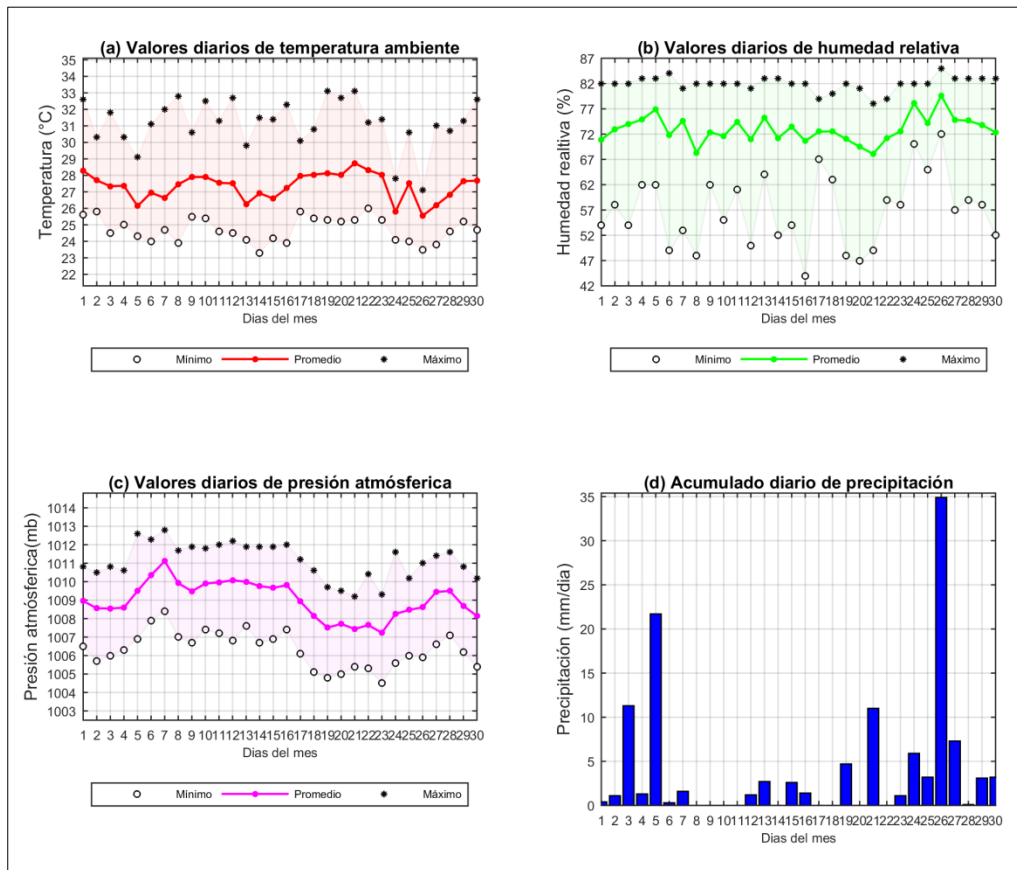 (a) Valores diarios de temperatura ambiente
35
34
33
32
31
30
29
28
27
26
25
24
23
22
Temperatura (°C)
1 2 3 4 5 6 7 8 9 10 11 12 13 14 15 16 17 18 19 20 21 22 23 24 25 26 27 28 29 30
Dias del mes
Mínimo Promedio Máximo
(b) Valores diarios de humedad relativa
87
82
77
72
67
62
57
52
47
42
Humedad realtiva (%)
1 2 3 4 5 6 7 8 9 10 11 12 13 14 15 16 17 18 19 20 21 22 23 24 25 26 27 28 29 30
Dias del mes
Mínimo Promedio Máximo
(c) Valores diarios de presión atmósferica
1014
1013
1012
1011
1010
1009
1008
1007
1006
1005
1004
1003
Presión atmósferica(mb)
1 2 3 4 5 6 7 8 9 10 11 12 13 14 15 16 17 18 19 20 21 22 23 24 25 26 27 28 29 30
Dias del mes
Mínimo Promedio Máximo
(d) Acumulado diario de precipitación
35
30
25
20
15
10
5
0
Precipitación (mm/día)
1 2 3 4 5 6 7 8 9 10 11 12 13 14 15 16 17 18 19 20 21 22 23 24 25 26 27 28 29 30
Dias del mes